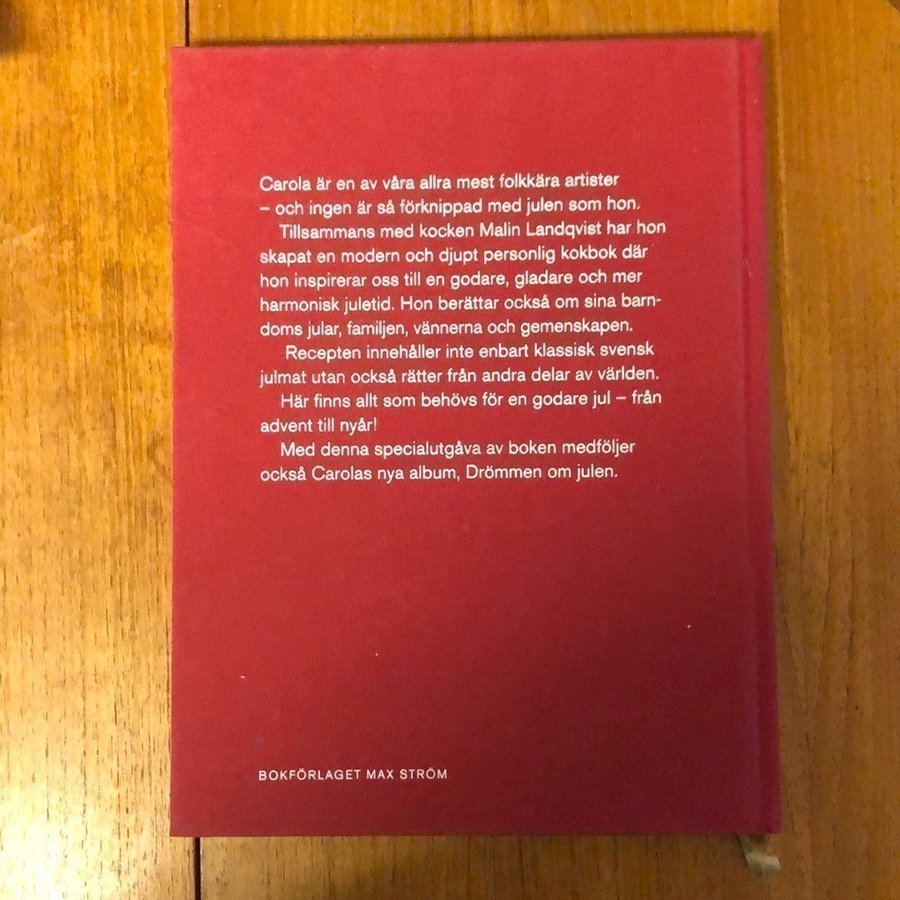 Carola är en av våra allra mest folkkära artister
– och ingen är så förknippad med julen som hon.
Tillsammans med kocken Malin Landqvist har hon
skapat en modern och djupt personlig kokbok där
hon inspirerar oss till en godare, gladare och mer
harmonisk juletid. Hon berättar också om sina barn-
doms jular, familjen, vännerna och gemenskapen.
Recepten innehåller inte enbart klassisk svensk
julmat utan också rätter från andra delar av världen.
Här finns allt som behövs för en godare jul – från
advent till nyår!
Med denna specialutgåva av boken medföljer
också Carolas nya album, Drömmen om julen.
BOKFÖRLAGET MAX STRÖM